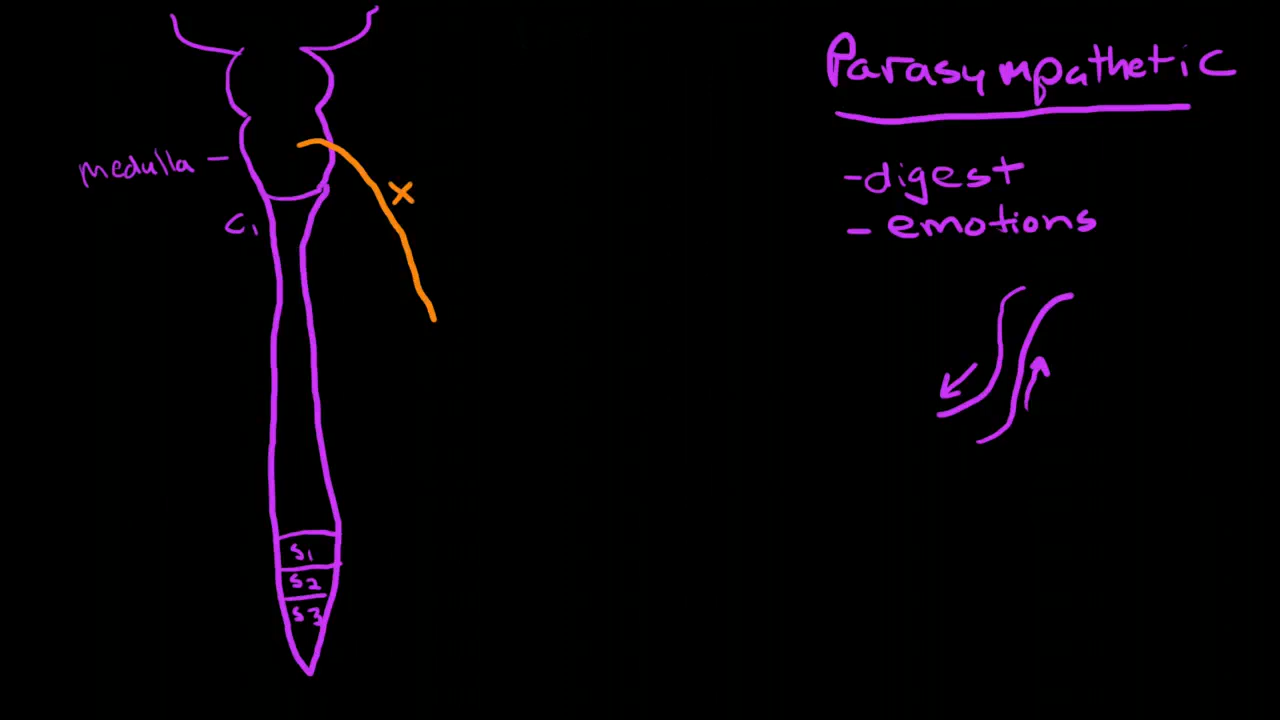 Parasympathetic
medulla
x
-digest
C1
- emotions
S1
S2
S3